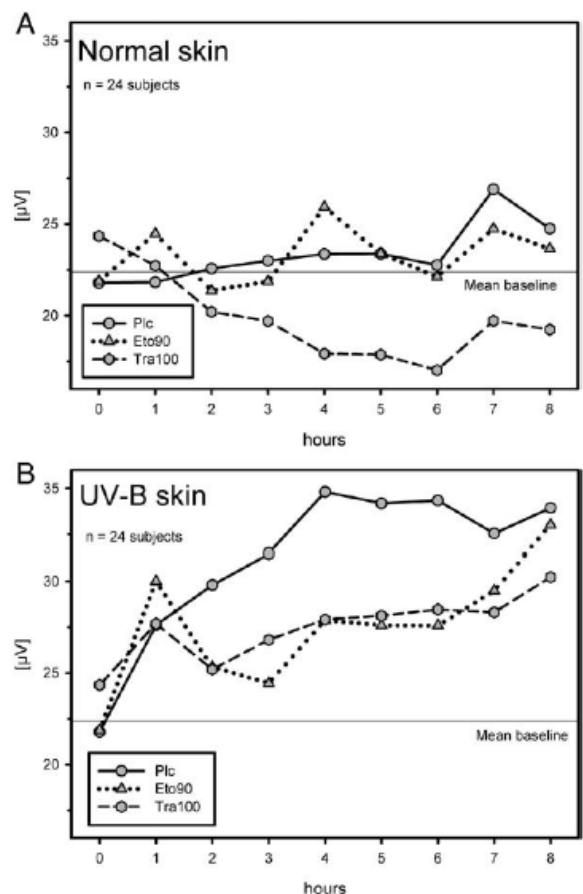 A
Normal skin
n = 24 subjects
[µV]
35
30
25
20
Mean baseline
Plc
Eto90
Tra100
0 1 2 3 4 5 6 7 8
hours
B
UV-B skin
n = 24 subjects
[µV]
35
30
25
20
Mean baseline
Plc
Eto90
Tra100
0 1 2 3 4 5 6 7 8
hours